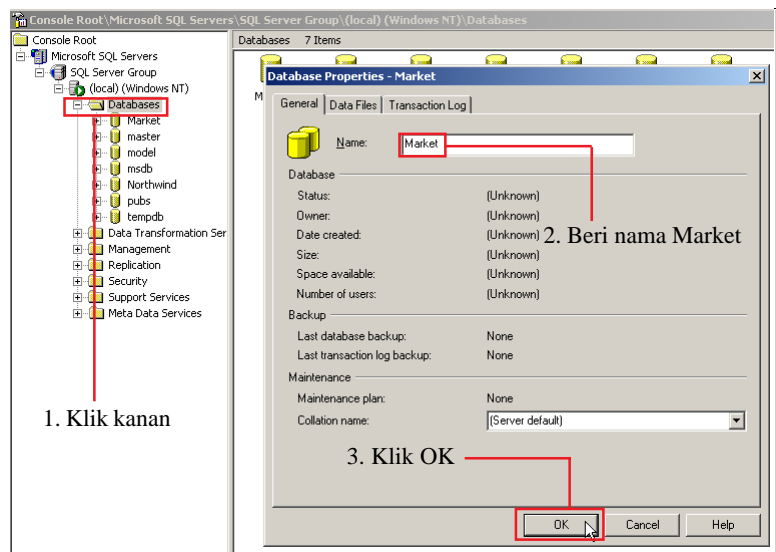 Console Root\Microsoft SQL Servers\SQL Server Group\(local) (Windows NT)\Databases
Console Root
Microsoft SQL Servers
SQL Server Group
(local) (Windows NT)
Databases
Market
master
model
msdb
Northwind
pubs
tempdb
Data Transformation Ser
Management
Replication
Security
Support Services
Meta Data Services
1. Klik kanan
Databases 7 Items
M
Database Properties - Market
General Data Files Transaction Log
Name: Market
Database
Status: (Unknown)
Owner: (Unknown)
Date created: (Unknown)
2. Beri nama Market
Size: (Unknown)
Space available: (Unknown)
Number of users: (Unknown)
Backup
Last database backup: None
Last transaction log backup: None
Maintenance
Maintenance plan: None
Collation name: (Server default)
3. Klik OK
OK Cancel Help